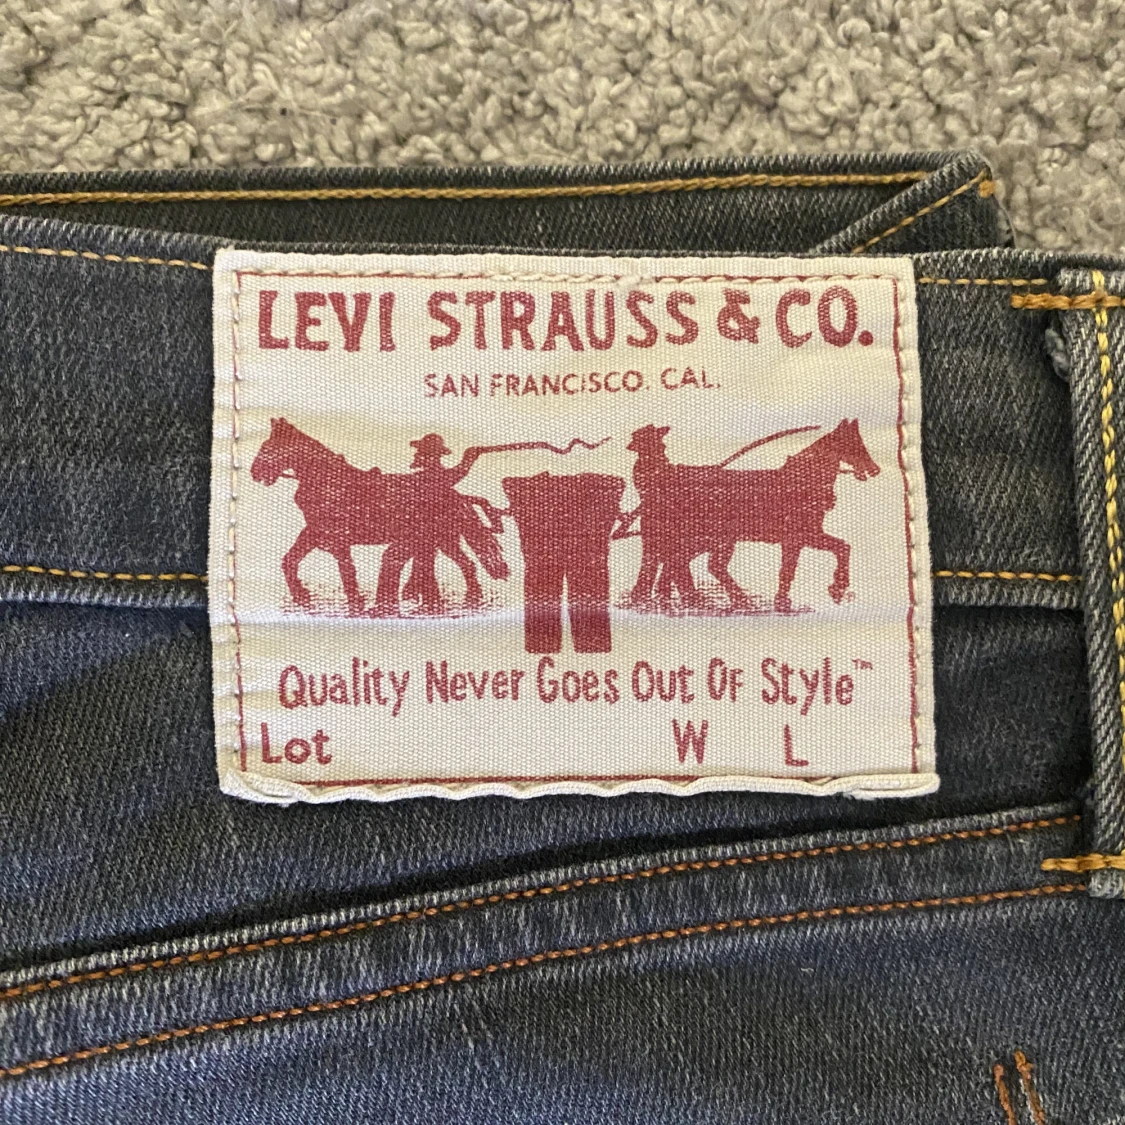 LEVI STRAUSS & CO.
SAN FRANCISCO. CAL.
Quality Never Goes Out Of Style™
Lot W L